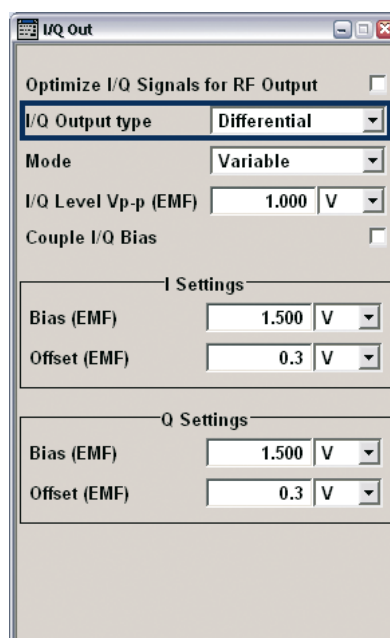 I/Q Out
Optimize I/Q Signals for RF Output
I/Q Output type Differential
Mode Variable
I/Q Level Vp-p (EMF) 1.000 V
Couple I/Q Bias
I Settings
Bias (EMF) 1.500 V
Offset (EMF) 0.3 V
Q Settings
Bias (EMF) 1.500 V
Offset (EMF) 0.3 V